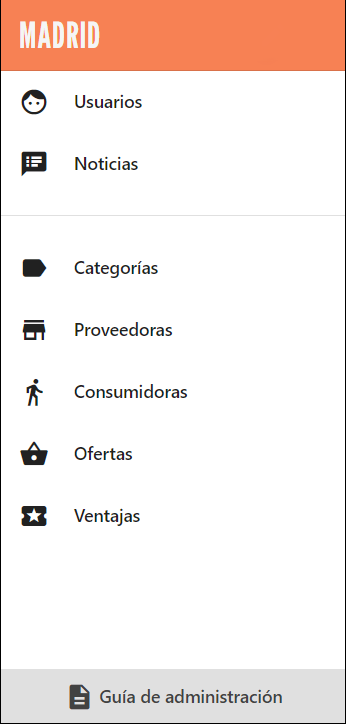 MADRID
Usuarios
Noticias
Categorías
Proveedoras
Consumidoras
Ofertas
Ventajas
Guía de administración